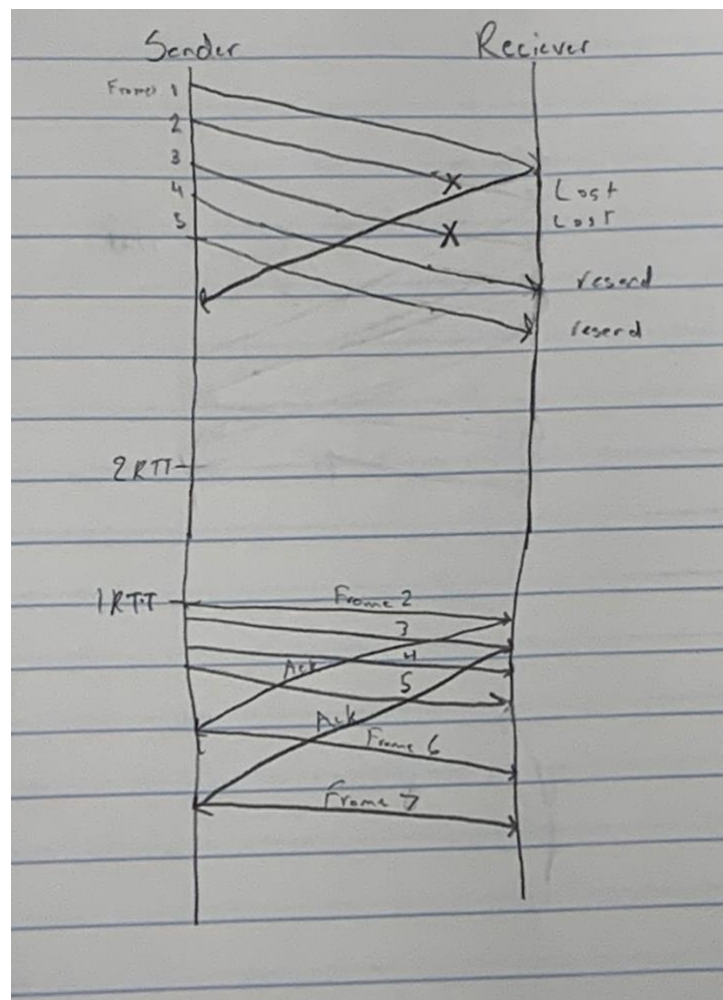 Sender Reciever
Frames 1
2
3
4
5
X
X
Lost
Lost
resend
resend
2RTT
1RTT
Frame 2
3
4
Ack
5
Ack
Frame 6
Frame 7